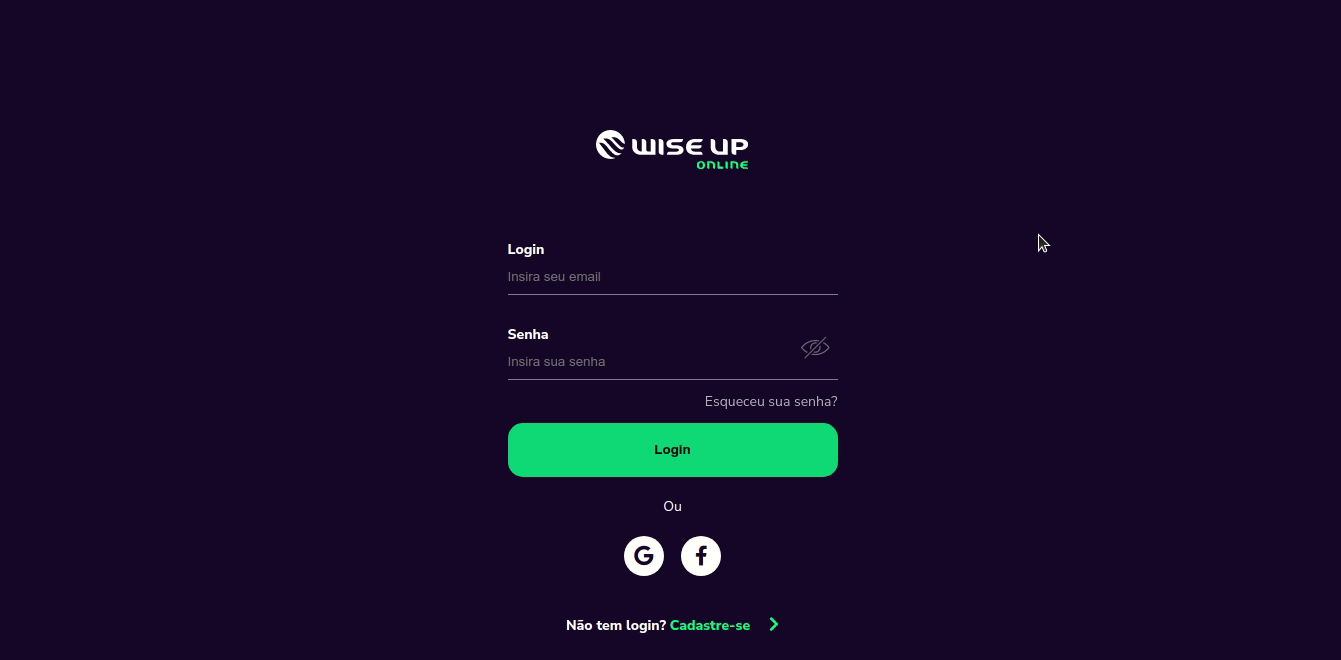 WISE UP
ONLINE
Login
Insira seu email
Senha
Insira sua senha
Esqueceu sua senha?
Login
Ou
G f
Não tem login? Cadastre-se